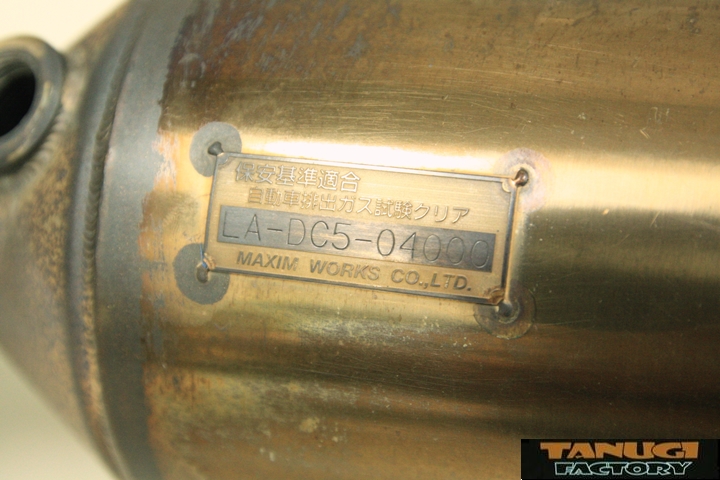 保安基準適合
自動車排出ガス試験クリア
LA-DC5-04000
MAXIM WORKS CO.,LTD.
TANUGI
FACTORY